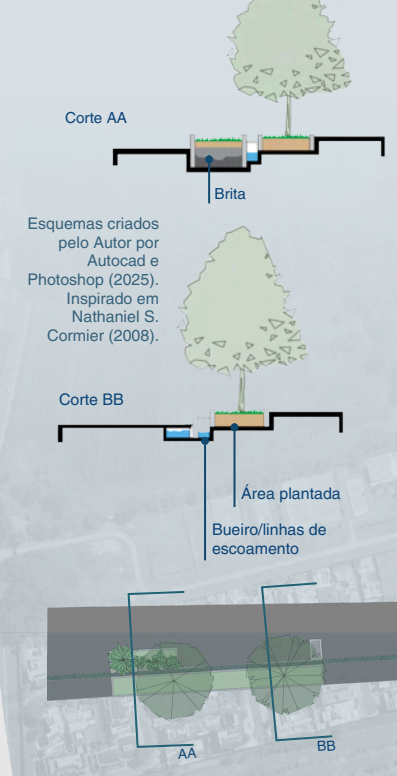 Corte AA
Brita
Esquemas criados
pelo Autor por
Autocad e
Photoshop (2025).
Inspirado em
Nathaniel S.
Cormier (2008).
Corte BB
Área plantada
Bueiro/linhas de
escoamento
AA
BB